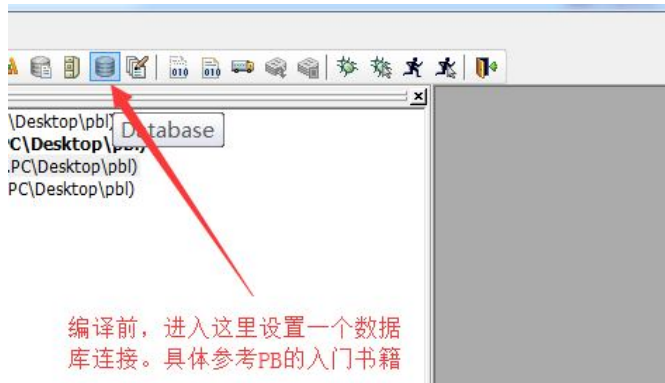 010
010
\Desktop\pbl)
Database
C\Desktop\pbl)
.PC\Desktop\pbl)
PC\Desktop\pbl)
编译前，进入这里设置一个数据
库连接。具体参考PB的入门书籍